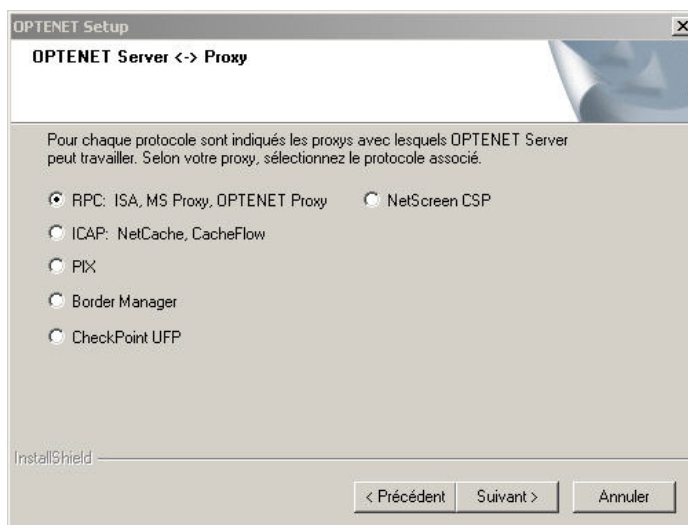 OPTENET Setup
OPTENET Server <-> Proxy
Pour chaque protocole sont indiqués les proxys avec lesquels OPTENET Server
peut travailler. Selon votre proxy, sélectionnez le protocole associé.
RPC: ISA, MS Proxy, OPTENET Proxy
NetScreen CSP
ICAP: NetCache, CacheFlow
PIX
Border Manager
CheckPoint UFP
InstallShield
< Précédent
Suivant >
Annuler